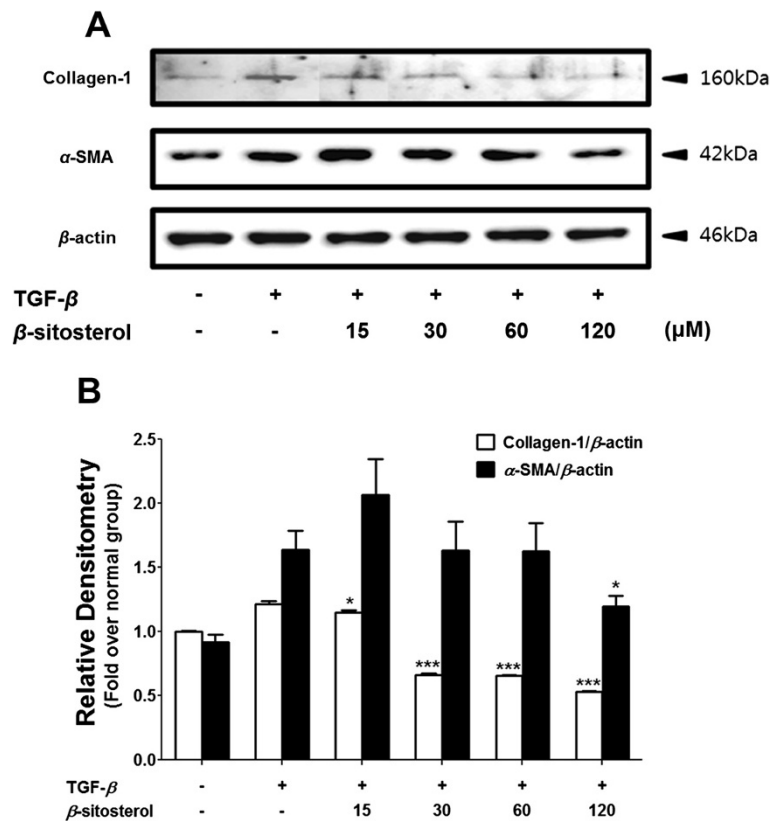 A
Collagen-1 160kDa
α-SMA 42kDa
β-actin 46kDa
TGF-β - + + + + +
β-sitosterol - - 15 30 60 120 (μM)
B
Relative Densitometry
(Fold over normal group)
2.5
2.0
1.5
1.0
0.5
0.0
Collagen-1/β-actin
α-SMA/β-actin
* *** *** *** *
TGF-β - + + + + +
β-sitosterol - - 15 30 60 120